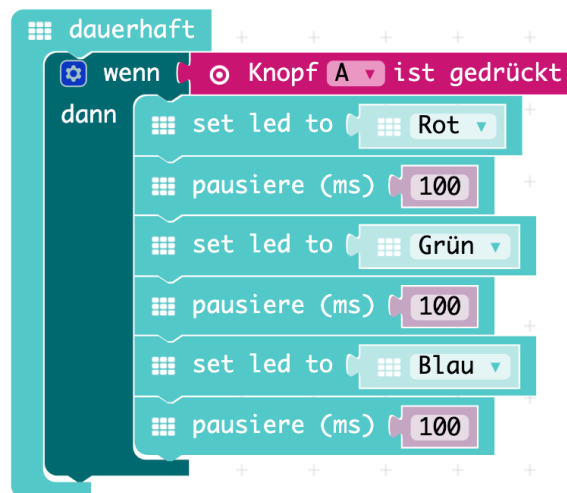 dauerhaft
wenn Knopf A ist gedrückt
dann set led to Rot
pausiere (ms) 100
set led to Grün
pausiere (ms) 100
set led to Blau
pausiere (ms) 100